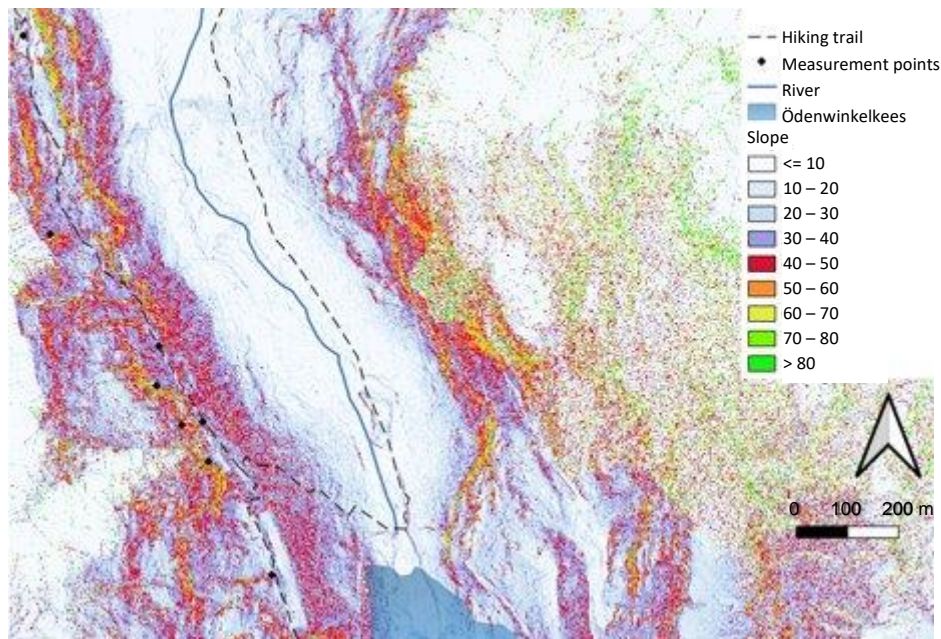 Hiking trail
Measurement points
River
Ödenwinkelkees
Slope
<= 10
10 – 20
20 – 30
30 – 40
40 – 50
50 – 60
60 – 70
70 – 80
> 80
0 100 200 m